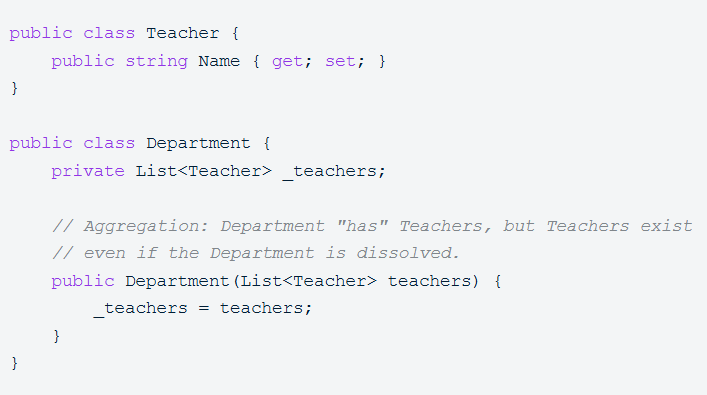 public class Teacher {
    public string Name { get; set; }
}

public class Department {
    private List<Teacher> _teachers;

    // Aggregation: Department "has" Teachers, but Teachers exist
    // even if the Department is dissolved.
    public Department(List<Teacher> teachers) {
        _teachers = teachers;
    }
}